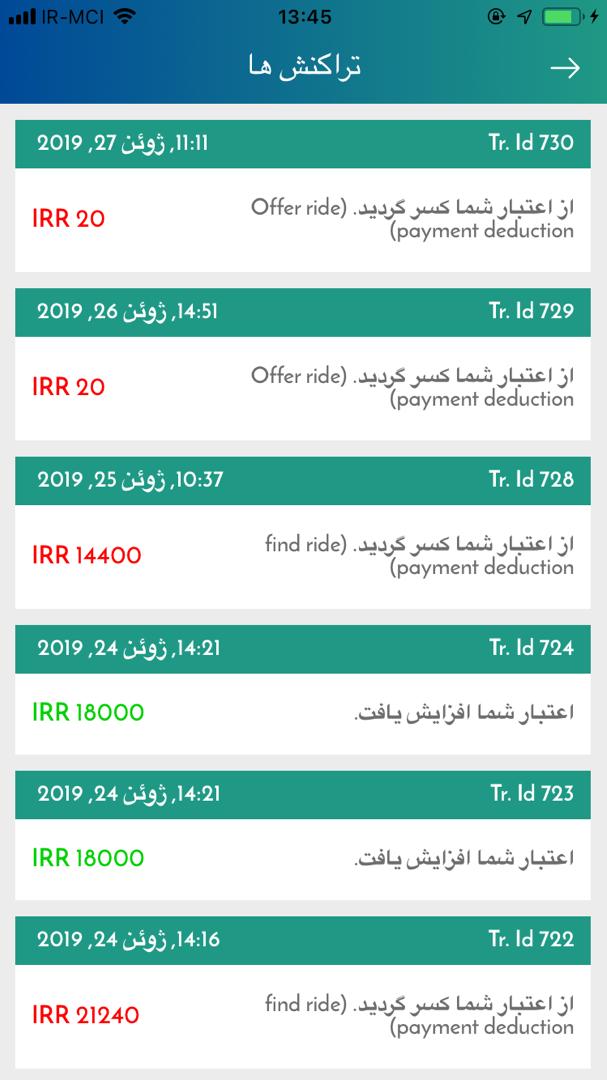 IR-MCI 13:45
تراکنش ها
Tr. Id 730 11:11, ژوئن 27, 2019
از اعتبار شما کسر گردید. (Offer ride
payment deduction)
IRR 20
Tr. Id 729 14:51, ژوئن 26, 2019
از اعتبار شما کسر گردید. (Offer ride
payment deduction)
IRR 20
Tr. Id 728 10:37, ژوئن 25, 2019
از اعتبار شما کسر گردید. (find ride
payment deduction)
IRR 14400
Tr. Id 724 14:21, ژوئن 24, 2019
اعتبار شما افزایش یافت.
IRR 18000
Tr. Id 723 14:21, ژوئن 24, 2019
اعتبار شما افزایش یافت.
IRR 18000
Tr. Id 722 14:16, ژوئن 24, 2019
از اعتبار شما کسر گردید. (find ride
payment deduction)
IRR 21240